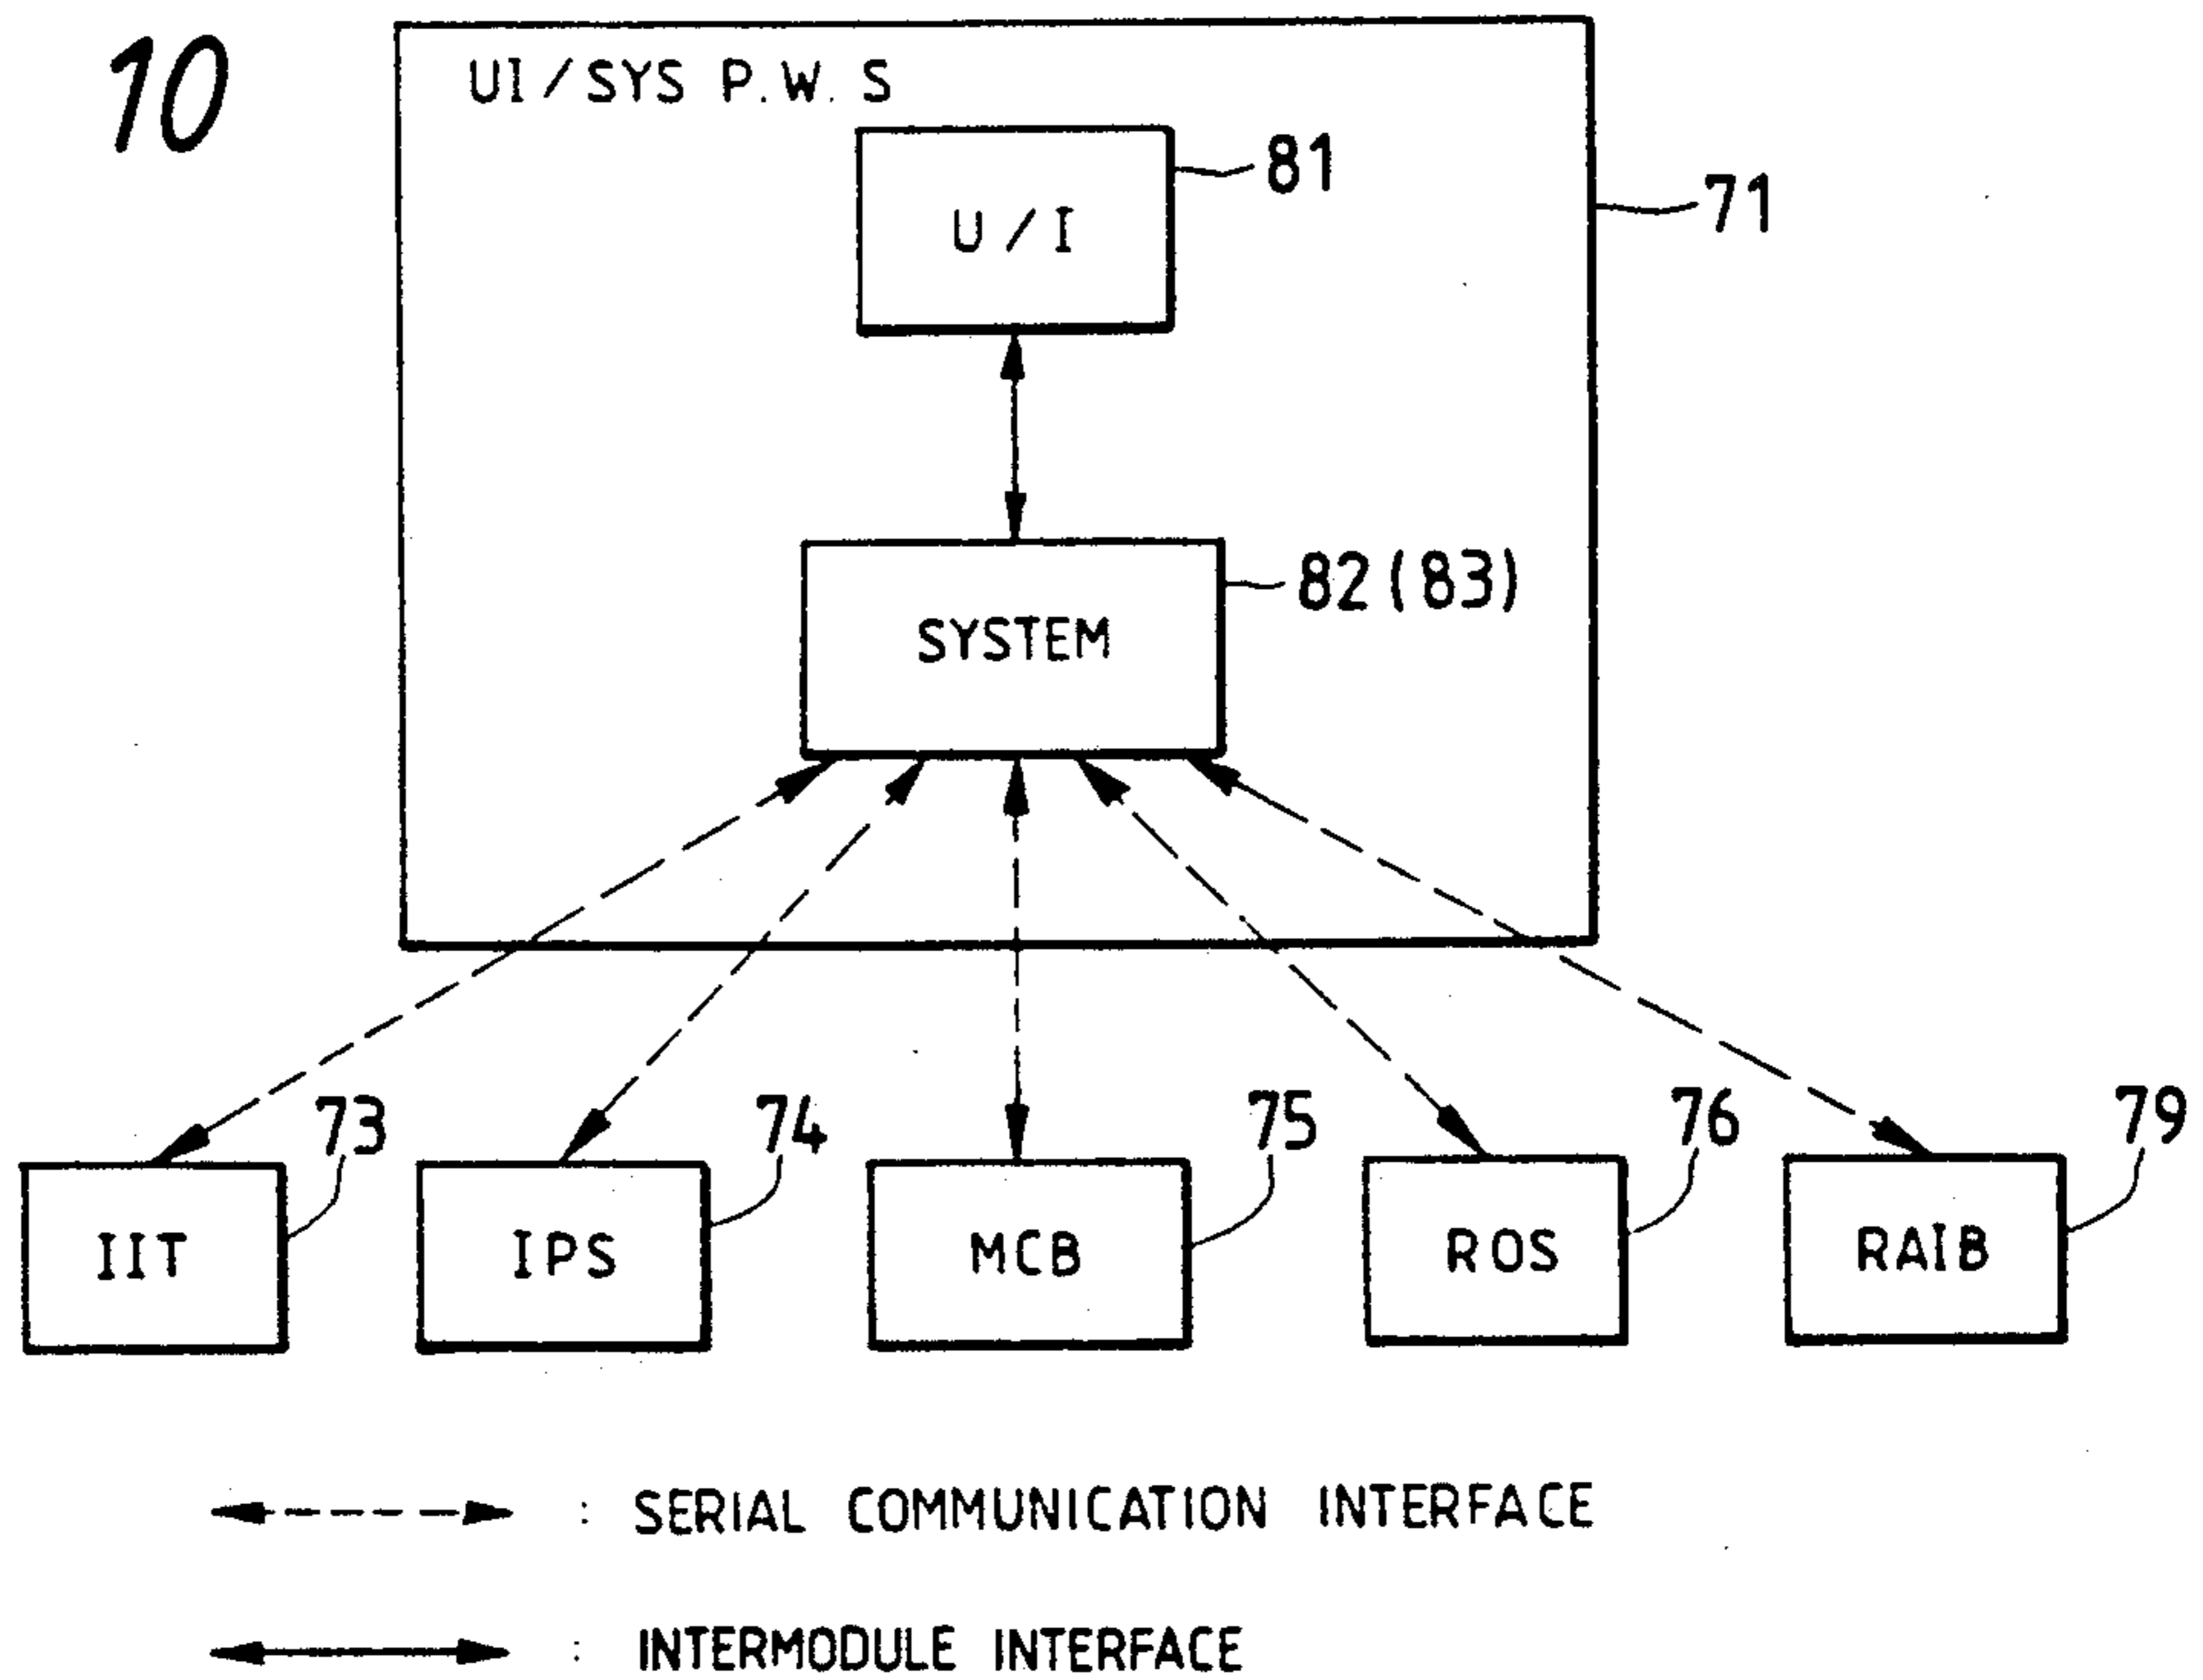 10
UI/SYS P.W. S
81
71
U/I
82(83)
SYSTEM
73
74
75
76
79
IIT
IPS
MCB
ROS
RAIB
: SERIAL COMMUNICATION INTERFACE
: INTERMODULE INTERFACE